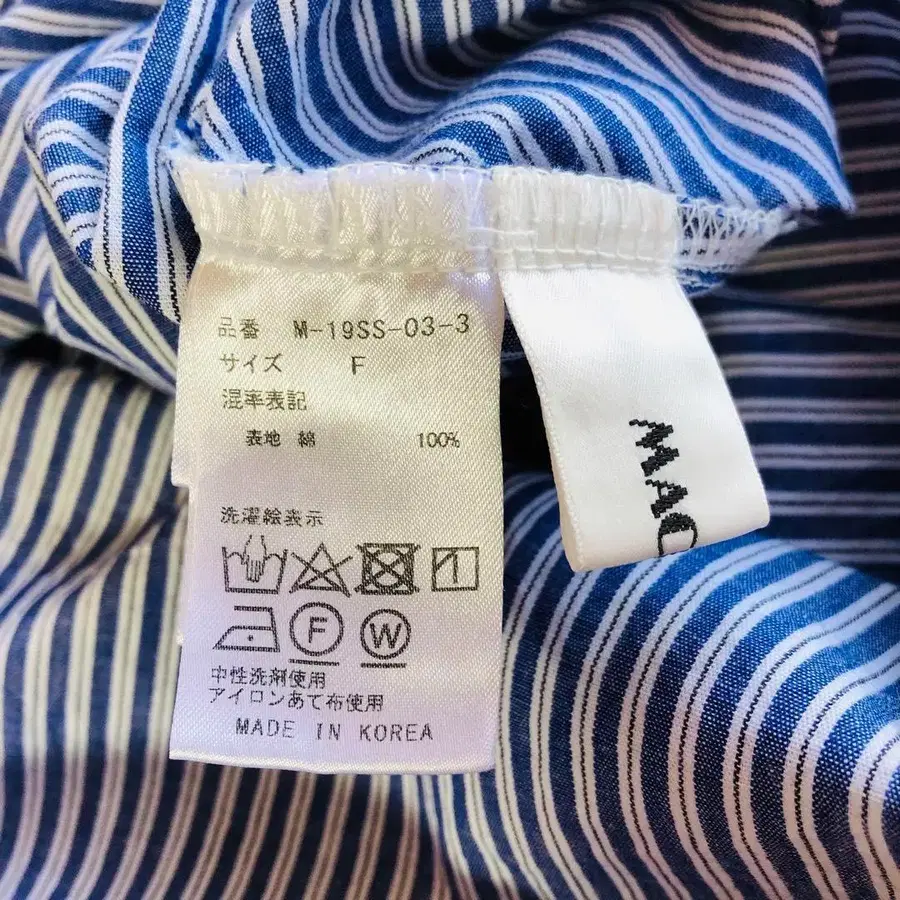 品番 M-19SS-03-3
サイズ F
混率表記
表地 綿 100%
洗濯絵表示
F W
中性洗剤使用
アイロンあて布使用
MADE IN KOREA
MAC